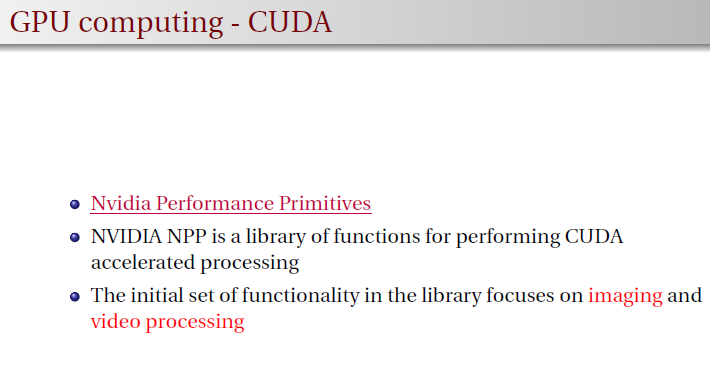 GPU computing - CUDA
Nvidia Performance Primitives
NVIDIA NPP is a library of functions for performing CUDA
accelerated processing
The initial set of functionality in the library focuses on imaging and
video processing